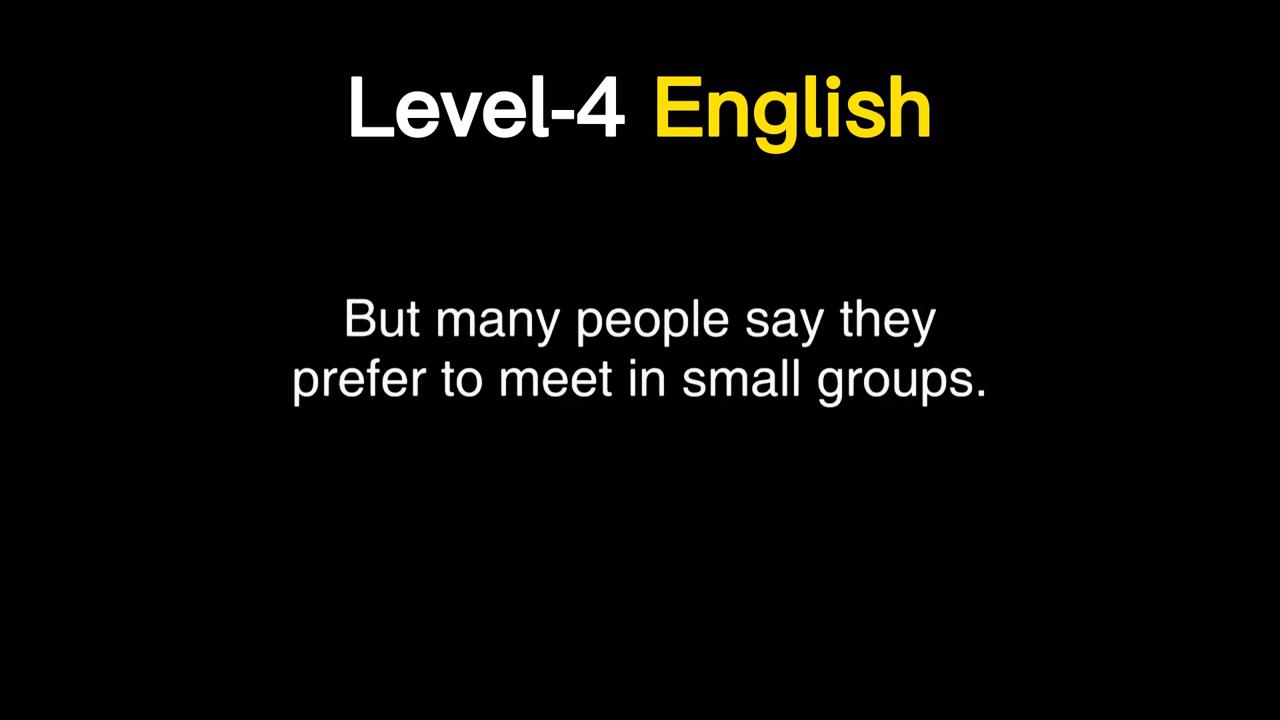 Level-4 English
But many people say they
prefer to meet in small groups.